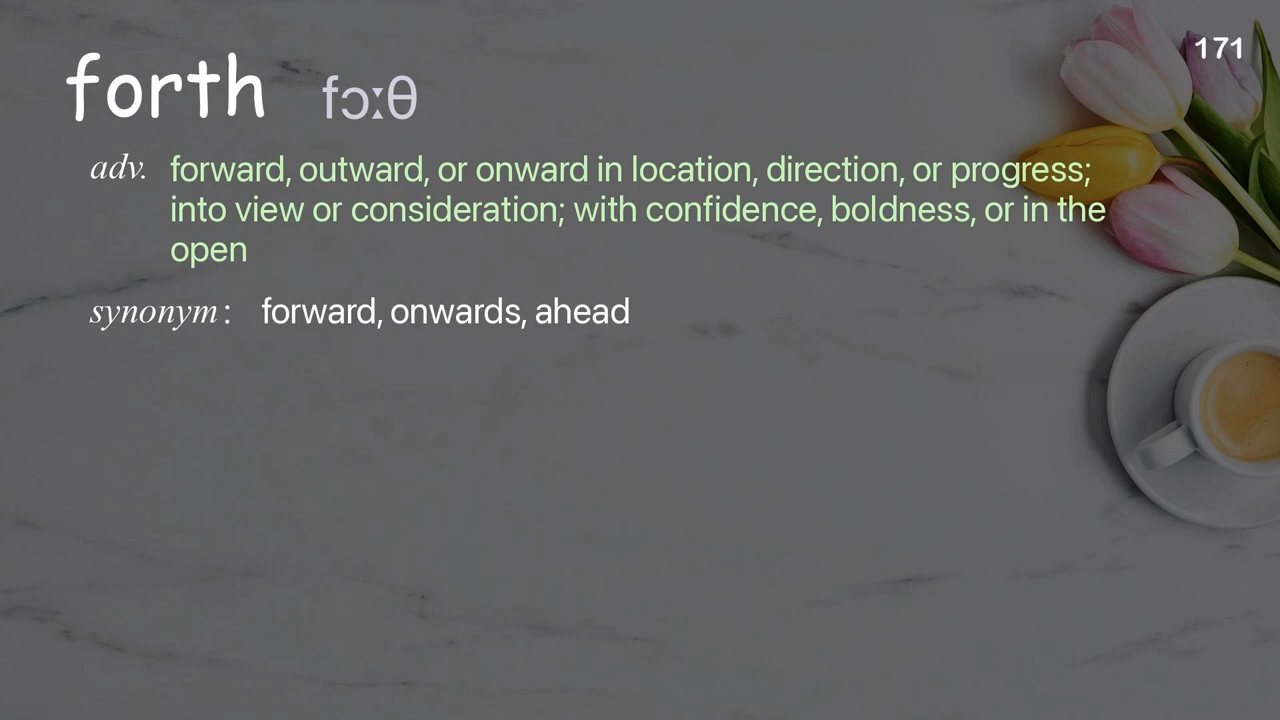 171
forth fɔːθ
adv. forward, outward, or onward in location, direction, or progress;
into view or consideration; with confidence, boldness, or in the
open
synonym: forward, onwards, ahead